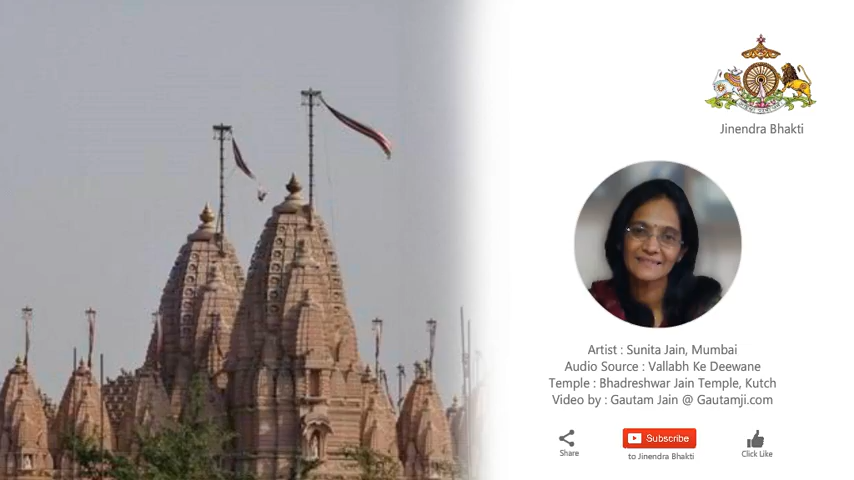 Jinendra Bhakti
Artist : Sunita Jain, Mumbai
Audio Source : Vallabh Ke Deewane
Temple : Bhadreshwar Jain Temple, Kutch
Video by : Gautam Jain @ Gautamji.com
Share
Subscribe
to Jinendra Bhakti
Click Like